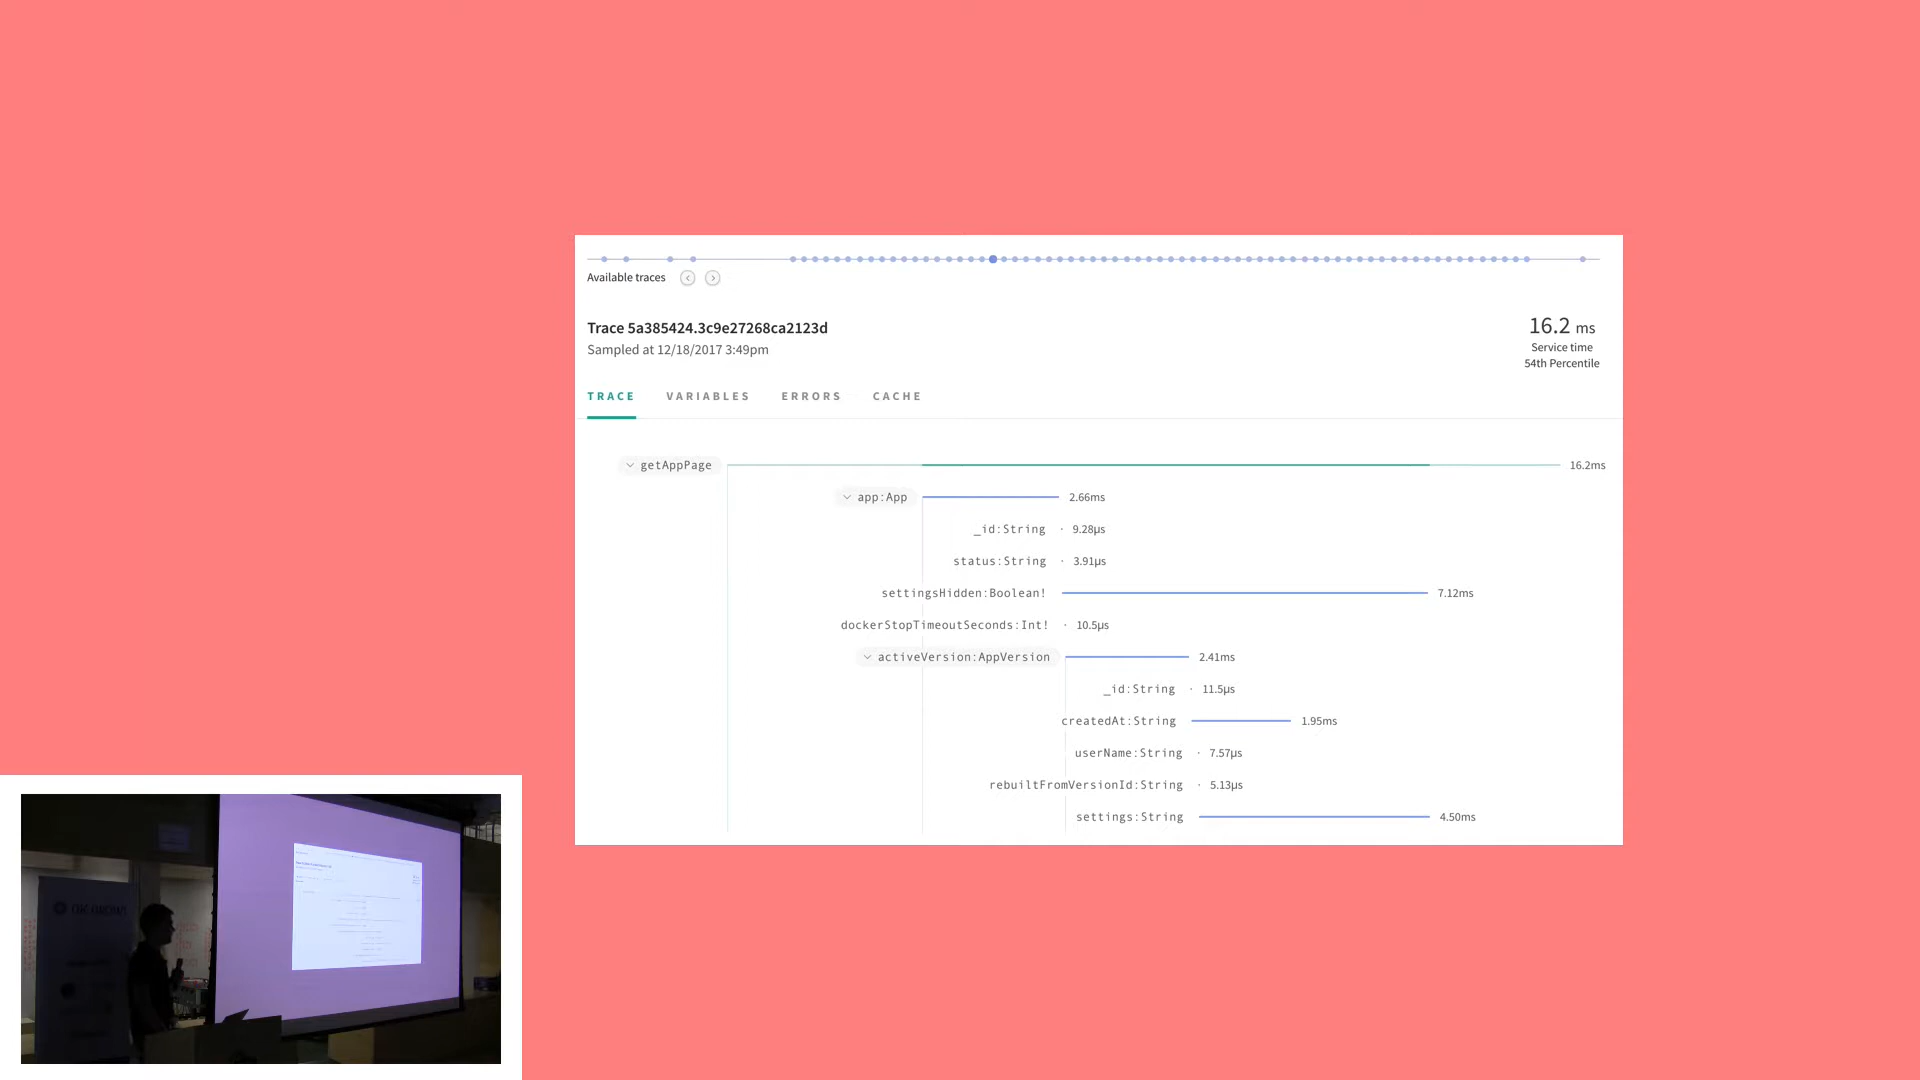 Available traces
Trace 5a385424.3c9e27268ca2123d
Sampled at 12/18/2017 3:49pm
16.2 ms
Service time
54th Percentile
TRACE VARIABLES ERRORS CACHE
getAppPage 16.2ms
app:App 2.66ms
_id:String · 9.28µs
status:String · 3.91µs
settingsHidden:Boolean! 7.12ms
dockerStopTimeoutSeconds:Int! · 10.5µs
activeVersion:AppVersion 2.41ms
_id:String · 11.5µs
createdAt:String 1.95ms
userName:String · 7.57µs
rebuiltFromVersionId:String · 5.13µs
settings:String 4.50ms